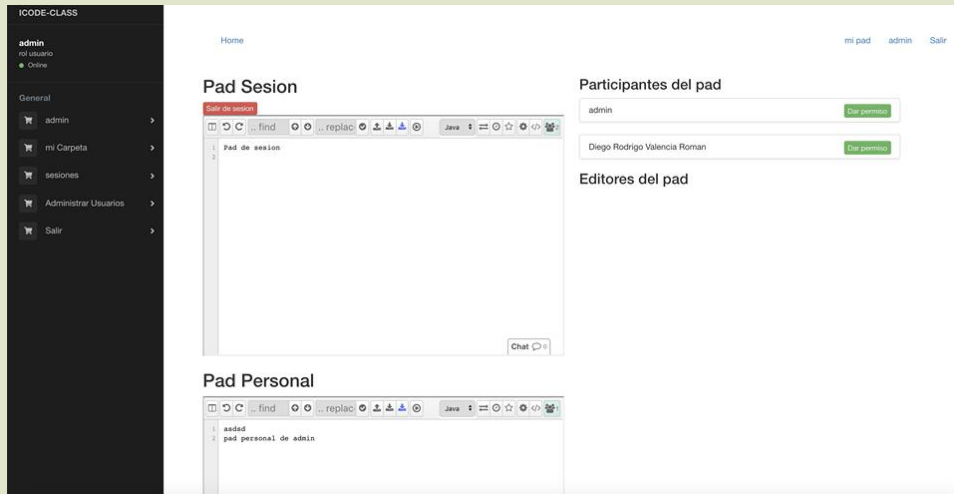 ICODE-CLASS
admin
rol usuario
Online
General
admin
mi Carpeta
sesiones
Administrar Usuarios
Salir
Home
mi pad admin Salir
Pad Sesion
Salir de sesion
.. find .. replac Java
1 Pad de sesion
2
Chat 0
Pad Personal
.. find .. replac Java
1 asdsd
2 pad personal de admin
Participantes del pad
admin Dar permiso
Diego Rodrigo Valencia Roman Dar permiso
Editores del pad